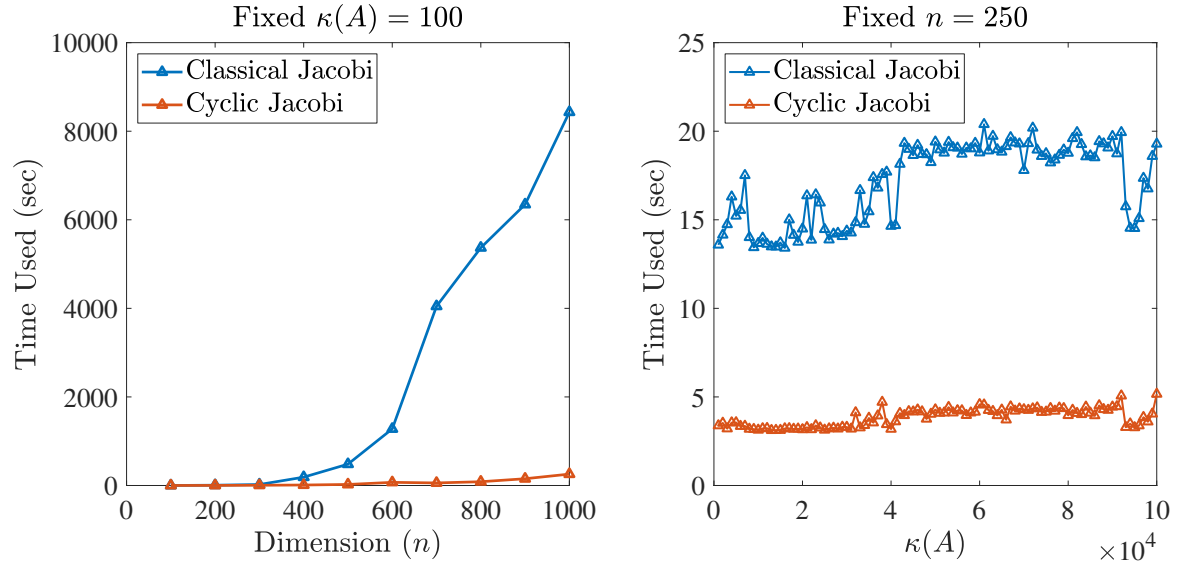 Fixed κ(A) = 100
10000
8000
6000
4000
2000
0
0 200 400 600 800 1000
Time Used (sec)
Dimension (n)
Classical Jacobi
Cyclic Jacobi
Fixed n = 250
25
20
15
10
5
0
0 2 4 6 8 10
×10⁴
Time Used (sec)
κ(A)
Classical Jacobi
Cyclic Jacobi